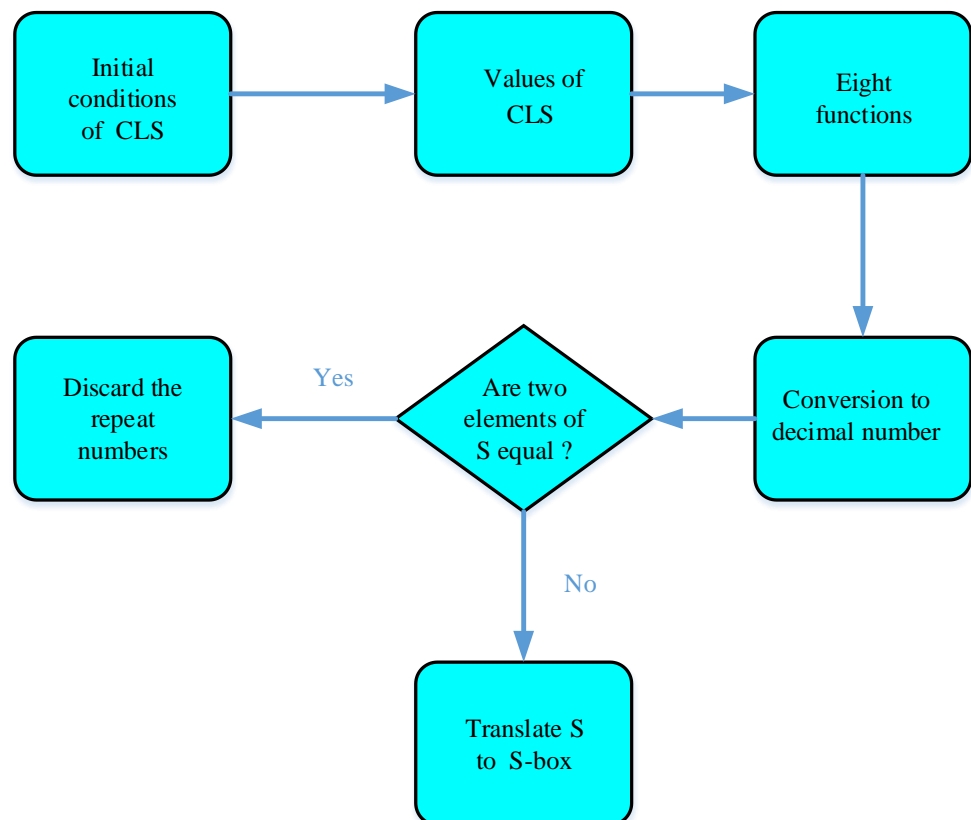 Initial
conditions
of CLS
Values of
CLS
Eight
functions
Discard the
repeat
numbers
Yes
Are two
elements of
S equal ?
Conversion to
decimal number
No
Translate S
to S-box